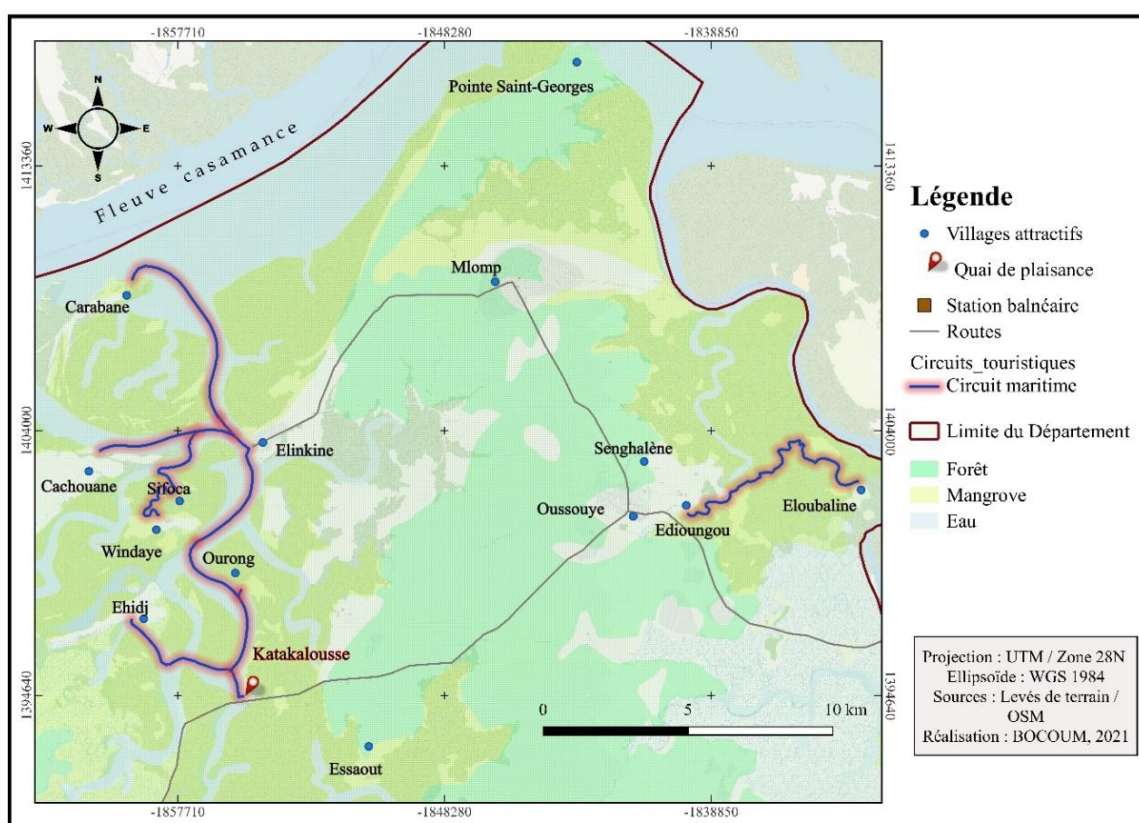 -1857710
-1848280
-1838850
N
W
E
S
Pointe Saint-Georges
1413360
1413360
Fleuve casamance
Mlomp
Carabane
1404000
1404000
Elinkine
Senghalène
Cachouane
Sifoca
Eloubaline
Oussouye
Edioungou
Windaye
Ourong
Ehidj
Katakalousse
1394640
1394640
0
5
10 km
Essaout
-1857710
-1848280
-1838850
Légende
Villages attractifs
Quai de plaisance
Station balnéaire
Routes
Circuits_touristiques
Circuit maritime
Limite du Département
Forêt
Mangrove
Eau
Projection : UTM / Zone 28N
Ellipsoïde : WGS 1984
Sources : Levés de terrain /
OSM
Réalisation : BOCOUM, 2021